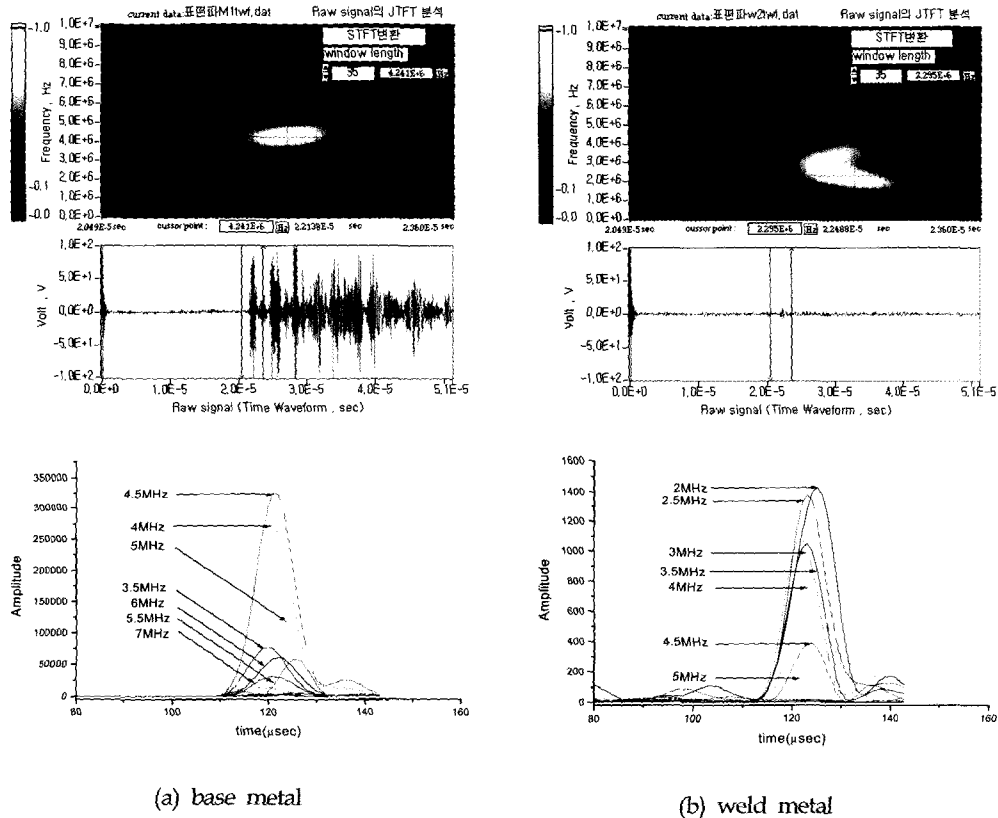 current data:표면파M1twf.dat Raw signal의 JTFT 분석
STFT변환
window length
35 4.241E+6 Hz
-1.0
-0.1
-0.0
Frequency, Hz
1.0E+7
9.0E+6
8.0E+6
7.0E+6
6.0E+6
5.0E+6
4.0E+6
3.0E+6
2.0E+6
1.0E+6
0.0E+0
2.049E-5 sec cussor point : 4.241E+6 Hz 2.2138E-5 sec 2.360E-5 sec
Volt , V
1.0E+2
5.0E+1
0.0E+0
-5.0E+1
-1.0E+2
0.0E+0 1.0E-5 2.0E-5 3.0E-5 4.0E-5 5.1E-5
Raw signal (Time Waveform , sec)
current data:표면파w2twf.dat Raw signal의 JTFT 분석
STFT변환
window length
35 2.295E+6 Hz
-1.0
-0.1
-0.0
Frequency , Hz
1.0E+7
9.0E+6
8.0E+6
7.0E+6
6.0E+6
5.0E+6
4.0E+6
3.0E+6
2.0E+6
1.0E+6
0.0E+0
2.049E-5 sec cussor point : 2.295E+6 Hz 2.2488E-5 sec 2.360E-5 sec
Volt , V
1.0E+2
5.0E+1
0.0E+0
-5.0E+1
-1.0E+2
0.0E+0 1.0E-5 2.0E-5 3.0E-5 4.0E-5 5.1E-5
Raw signal (Time Waveform , sec)
Amplitude
350000
300000
250000
200000
150000
100000
50000
0
4.5MHz
4MHz
5MHz
3.5MHz
6MHz
5.5MHz
7MHz
80 100 120 140 160
time(μsec)
(a) base metal
Amplitude
1600
1400
1200
1000
800
600
400
200
0
2MHz
2.5MHz
3MHz
3.5MHz
4MHz
4.5MHz
5MHz
80 100 120 140 160
time(μsec)
(b) weld metal